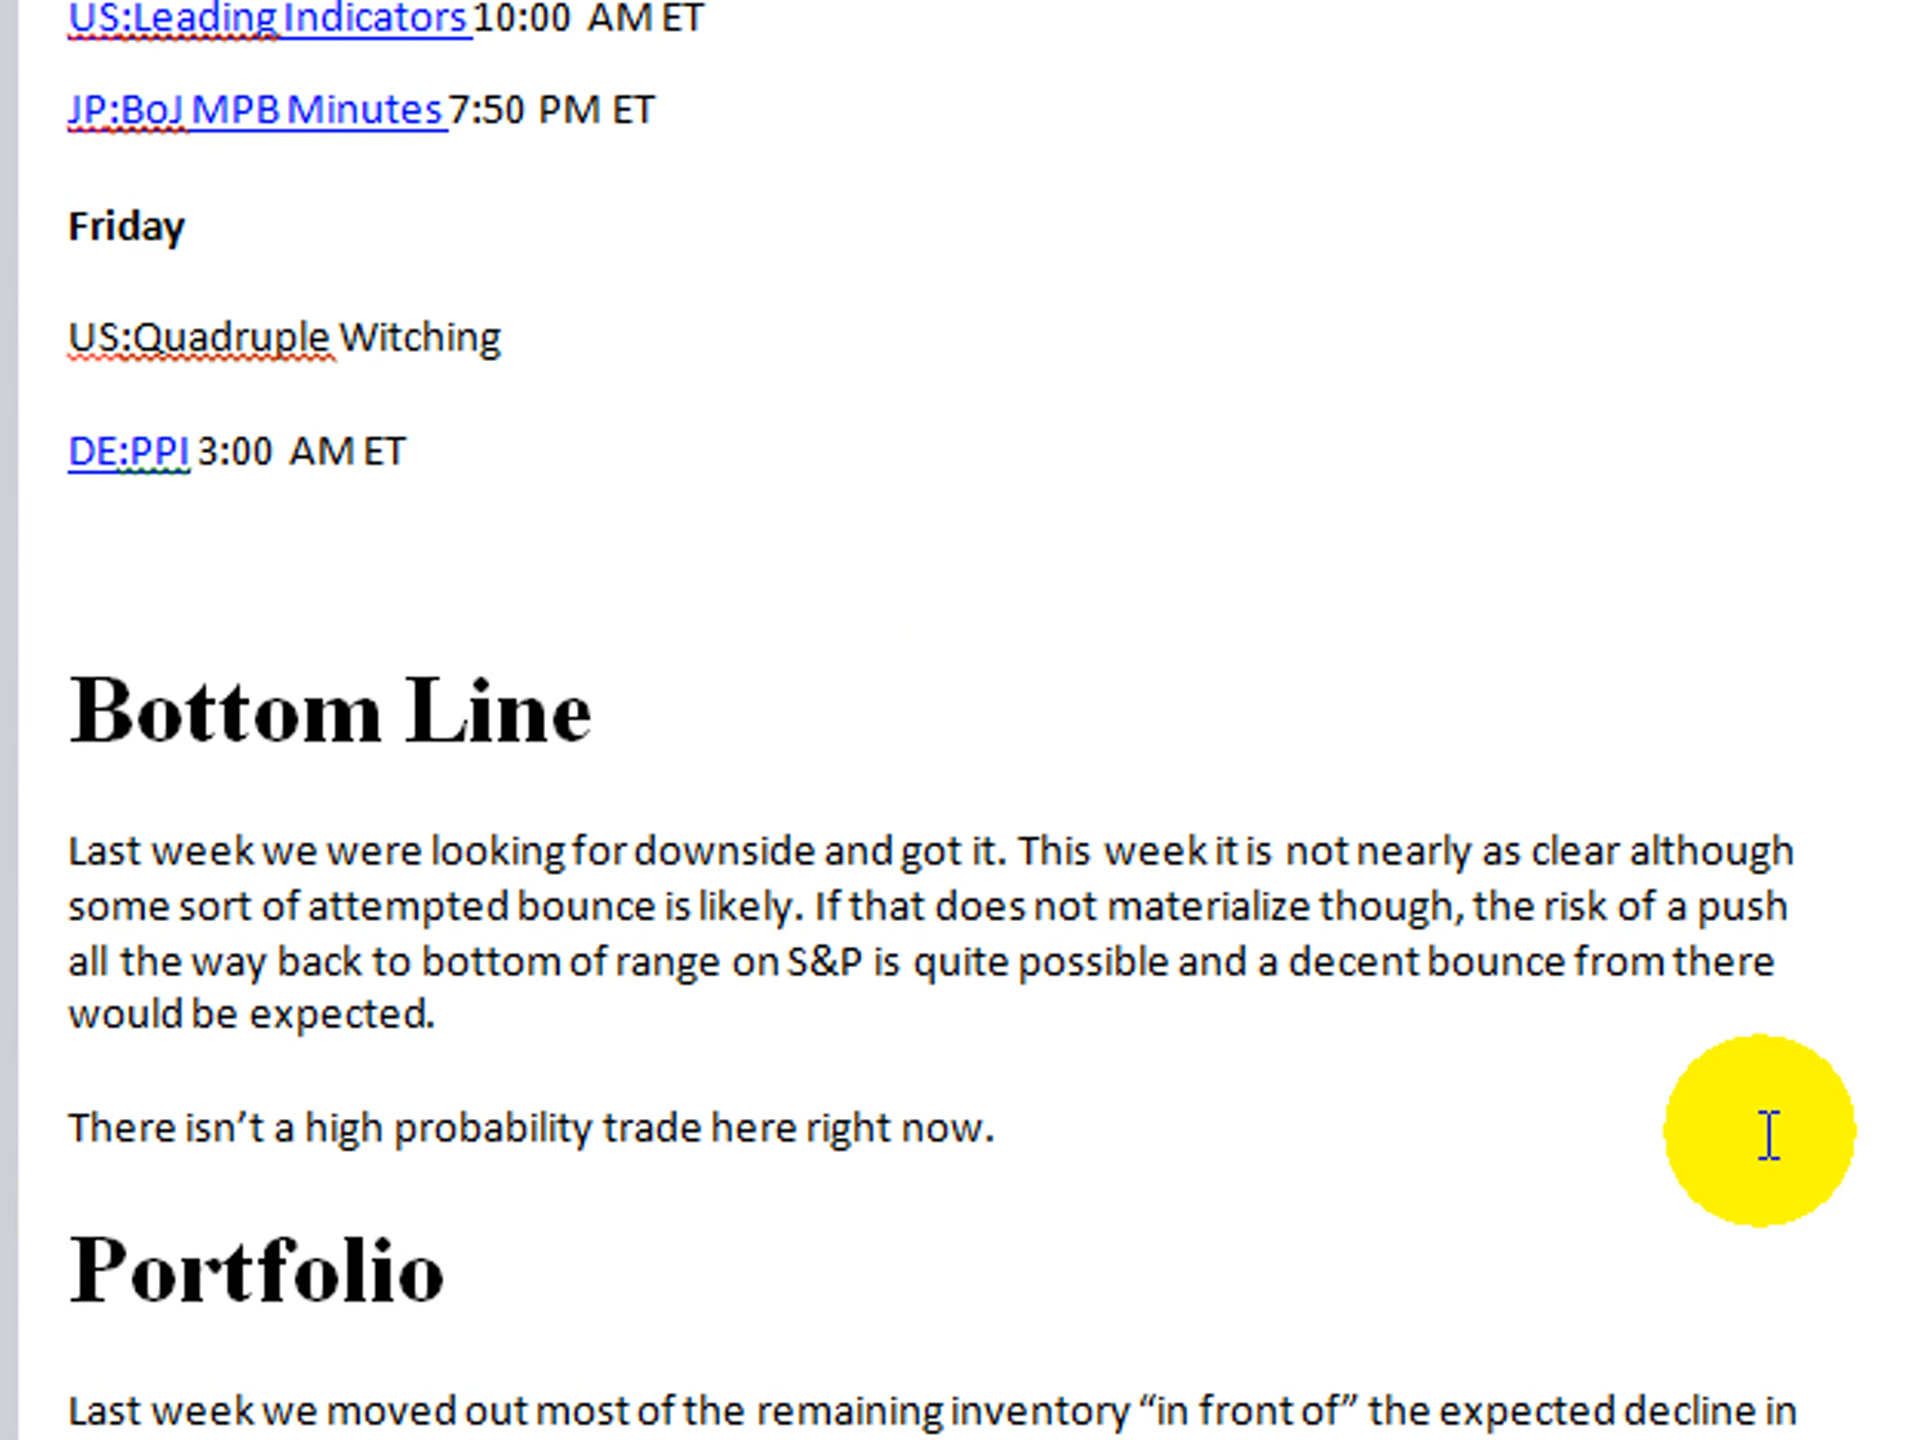 US:Leading Indicators 10:00 AM ET
JP:BoJ MPB Minutes 7:50 PM ET
Friday
US:Quadruple Witching
DE:PPI 3:00 AM ET
Bottom Line
Last week we were looking for downside and got it. This week it is not nearly as clear although
some sort of attempted bounce is likely. If that does not materialize though, the risk of a push
all the way back to bottom of range on S&P is quite possible and a decent bounce from there
would be expected.
There isn’t a high probability trade here right now.
Portfolio
Last week we moved out most of the remaining inventory “in front of” the expected decline in